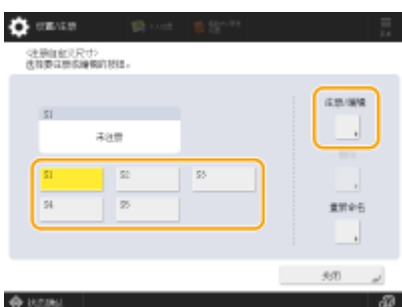 设置/注册
<注册自定义尺寸>
选择要注册或编辑的按钮。
S1
未注册
注册/编辑
S1
S2
S3
S4
S5
重新命名
关闭
状态确认